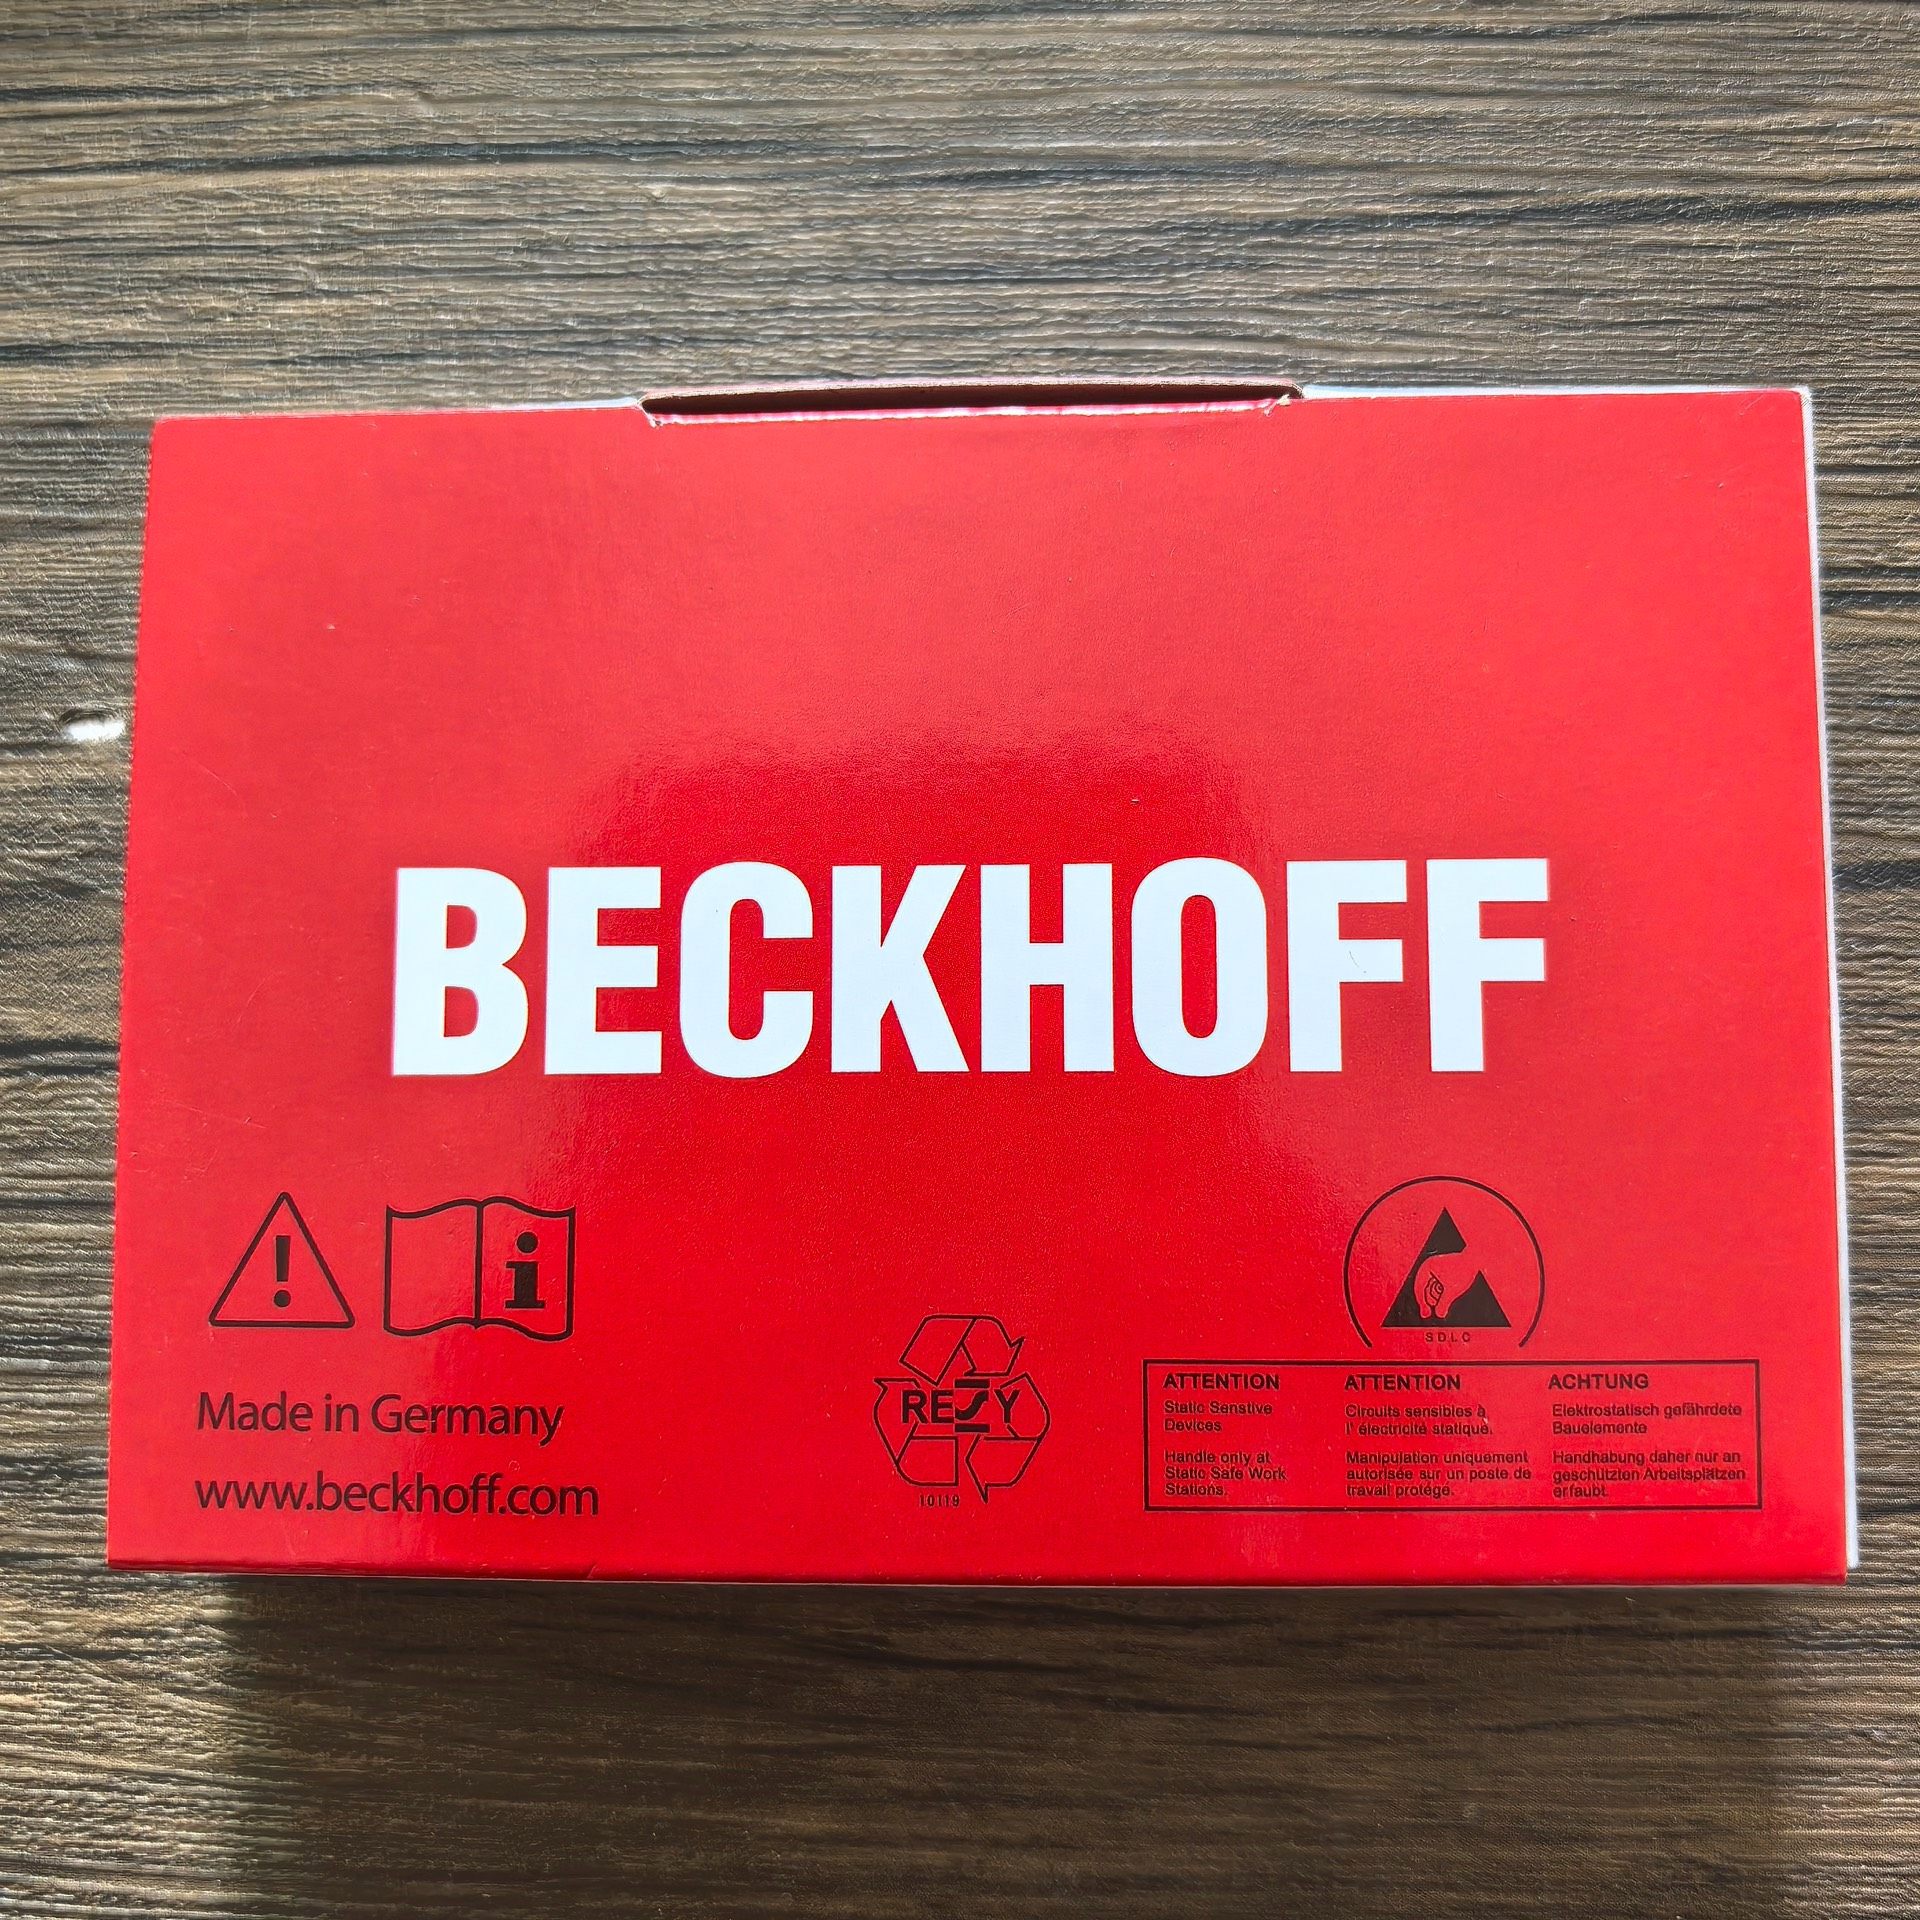 BECKHOFF
Made in Germany
www.beckhoff.com
RESY
10119
SDLC
ATTENTION
Static Senstive
Devices
Handle only at
Static Safe Work
Stations.
ATTENTION
Circuits sensibles à
l' électricité statique.
Manipulation uniquement
autorisée sur un poste de
travail protégé.
ACHTUNG
Elektrostatisch gefährdete
Bauelemente
Handhabung daher nur an
geschützten Arbeitsplätzen
erfaubt.